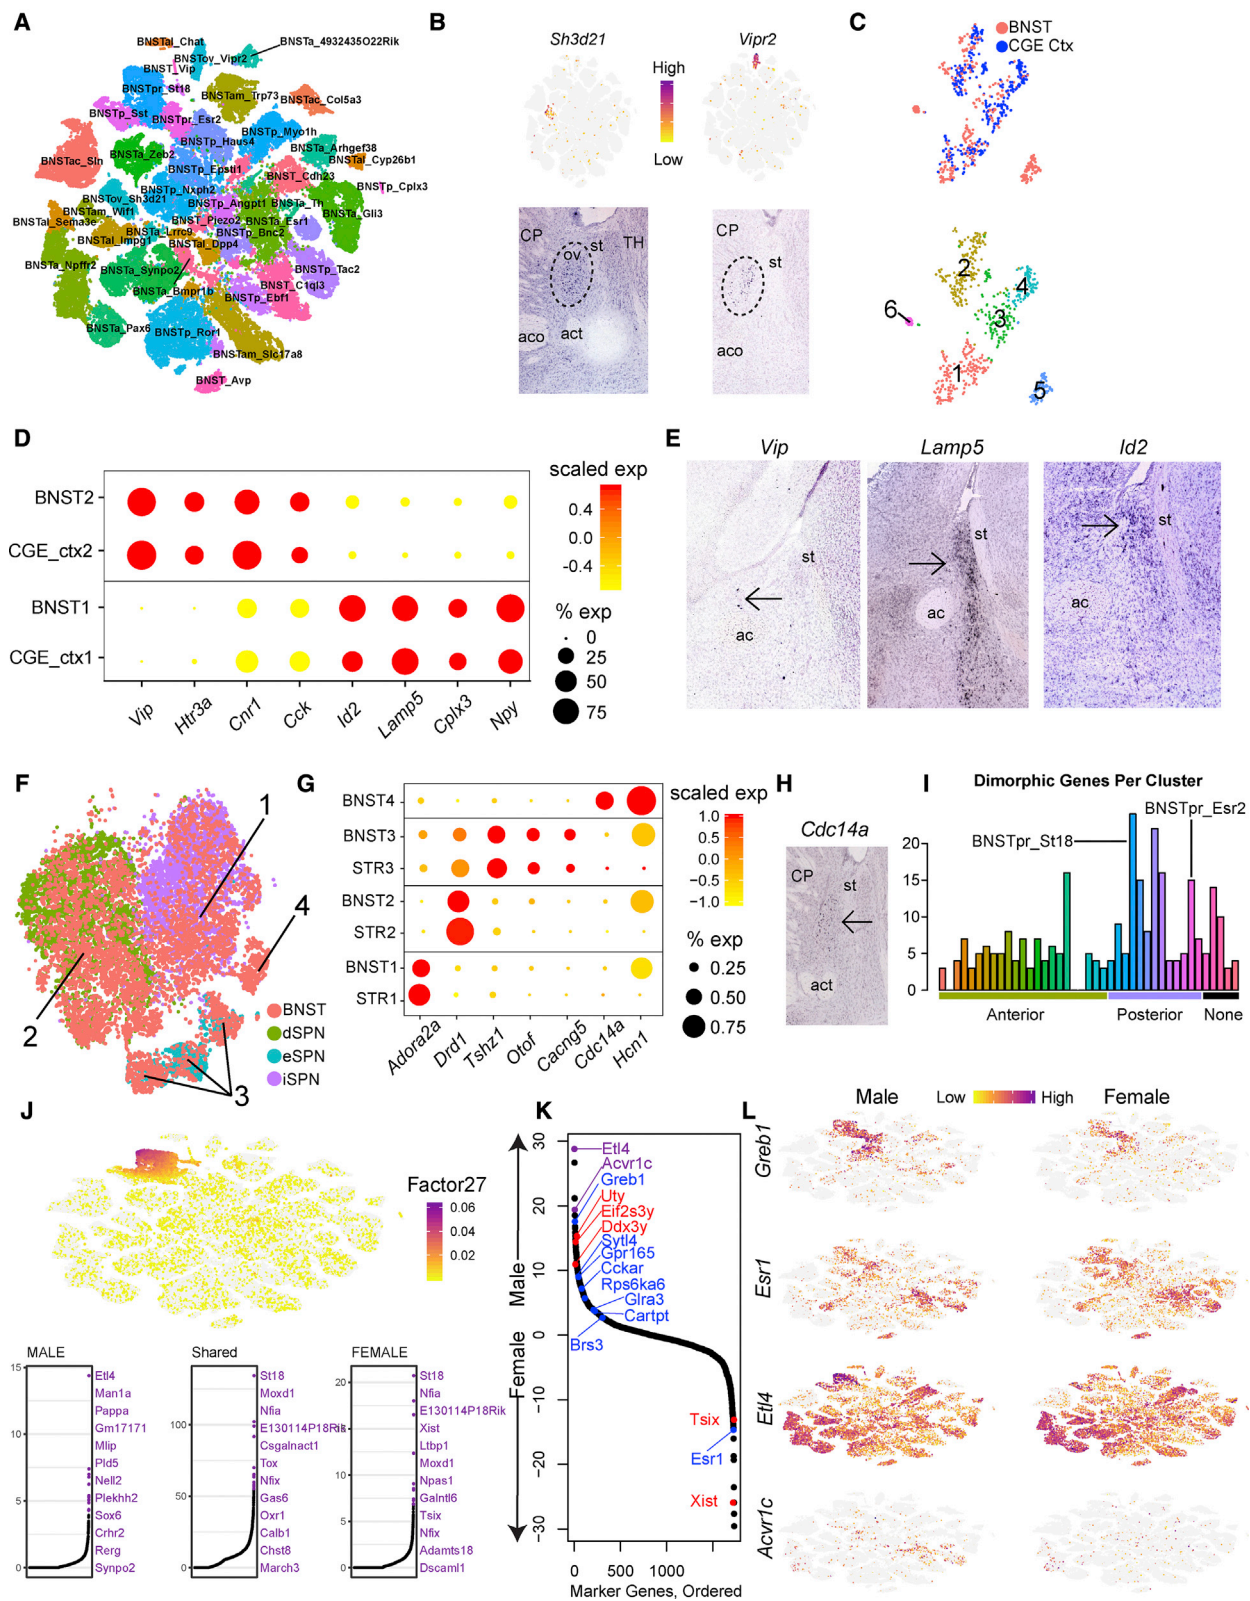 A
BNSTal_Chat
BNSTa_4932435O22Rik
BNSTov_Vipr2
BNST_Vip
BNSTpr_St18
BNSTam_Trp73
BNSTac_Col5a3
BNSTp_Sst
BNSTpr_Esr2
BNSTp_Myo1h
BNSTp_Haus4
BNSTa_Arhgef38
BNSTac_Sln
BNSTa_Zeb2
BNSTal_Cyp26b1
BNSTp_Epsti1
BNST_Cdh23
BNSTp_Nxph2
BNSTp_Cplx3
BNSTov_Sh3d21
BNSTp_Angpt1
BNSTa_Th
BNSTam_Wif1
BNSTa_Gli3
BNSTal_Sema3e
BNST_Piezo2
BNSTa_Esr1
BNSTa_Lrrc9
BNSTp_Bnc2
BNSTal_Impg1
BNSTal_Dpp4
BNSTa_Npffr2
BNSTa_Synpo2
BNSTp_Tac2
BNST_C1ql3
BNSTa_Bmpr1b
BNSTp_Ebf1
BNSTa_Pax6
BNSTp_Ror1
BNSTam_Slc17a8
BNST_Avp
B
Sh3d21
Vipr2
High
Low
CP
st
ov
TH
aco
act
CP
st
aco
C
BNST
CGE Ctx
2
4
6
3
1
5
D
BNST2
CGE_ctx2
BNST1
CGE_ctx1
Vip
Htr3a
Cnr1
Cck
Id2
Lamp5
Cplx3
Npy
scaled exp
0.4
0.0
-0.4
% exp
0
25
50
75
E
Vip
Lamp5
Id2
st
ac
st
ac
st
ac
F
1
4
2
3
BNST
dSPN
eSPN
iSPN
G
BNST4
BNST3
STR3
BNST2
STR2
BNST1
STR1
Adora2a
Drd1
Tshz1
Otof
Cacng5
Cdc14a
Hcn1
scaled exp
1.0
0.5
0.0
-0.5
-1.0
% exp
0.25
0.50
0.75
H
Cdc14a
CP
st
act
I
Dimorphic Genes Per Cluster
BNSTpr_Esr2
BNSTpr_St18
20
15
10
5
0
Anterior
Posterior
None
J
Factor27
0.06
0.04
0.02
MALE
15
10
5
0
Etl4
Man1a
Pappa
Gm17171
Mlip
Pld5
Nell2
Plekhh2
Sox6
Crhr2
Rerg
Synpo2
Shared
100
50
0
St18
Moxd1
Nfia
E130114P18Rik
Csgalnact1
Tox
Nfix
Gas6
Oxr1
Calb1
Chst8
March3
FEMALE
20
15
10
5
0
St18
Nfia
E130114P18Rik
Xist
Ltbp1
Moxd1
Npas1
Galntl6
Tsix
Nfix
Adamts18
Dscaml1
K
30
20
10
0
-10
-20
-30
Male
Female
Etl4
Acvr1c
Greb1
Uty
Eif2s3y
Ddx3y
Sytl4
Gpr165
Cckar
Rps6ka6
Glra3
Cartpt
Brs3
Tsix
Esr1
Xist
0
500
1000
Marker Genes, Ordered
L
Male
Low
High
Female
Greb1
Esr1
Etl4
Acvr1c